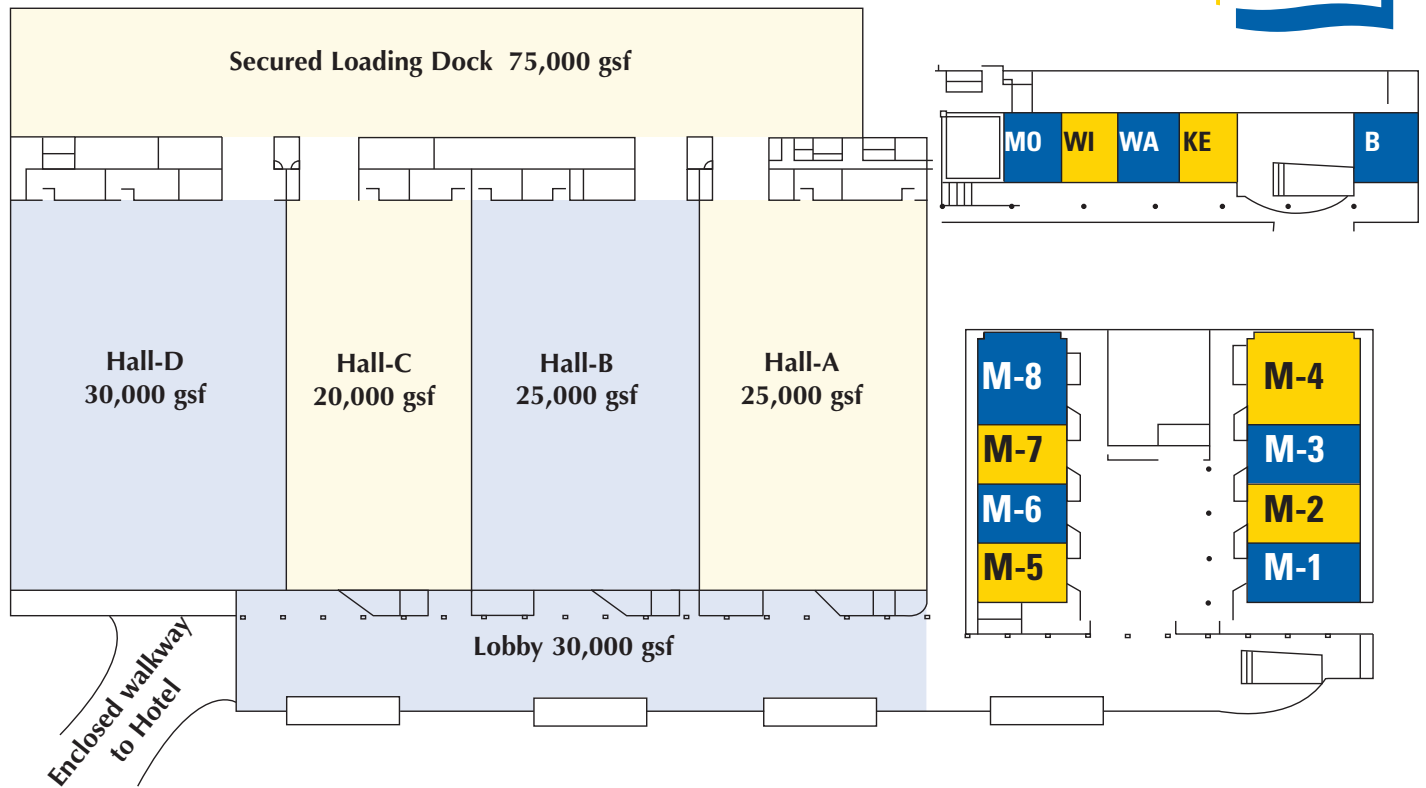 Secured Loading Dock 75,000 gsf
MO
WI
WA
KE
B
Hall-D
30,000 gsf
Hall-C
20,000 gsf
Hall-B
25,000 gsf
Hall-A
25,000 gsf
M-8
M-7
M-6
M-5
M-4
M-3
M-2
M-1
Lobby 30,000 gsf
Enclosed walkway
to Hotel